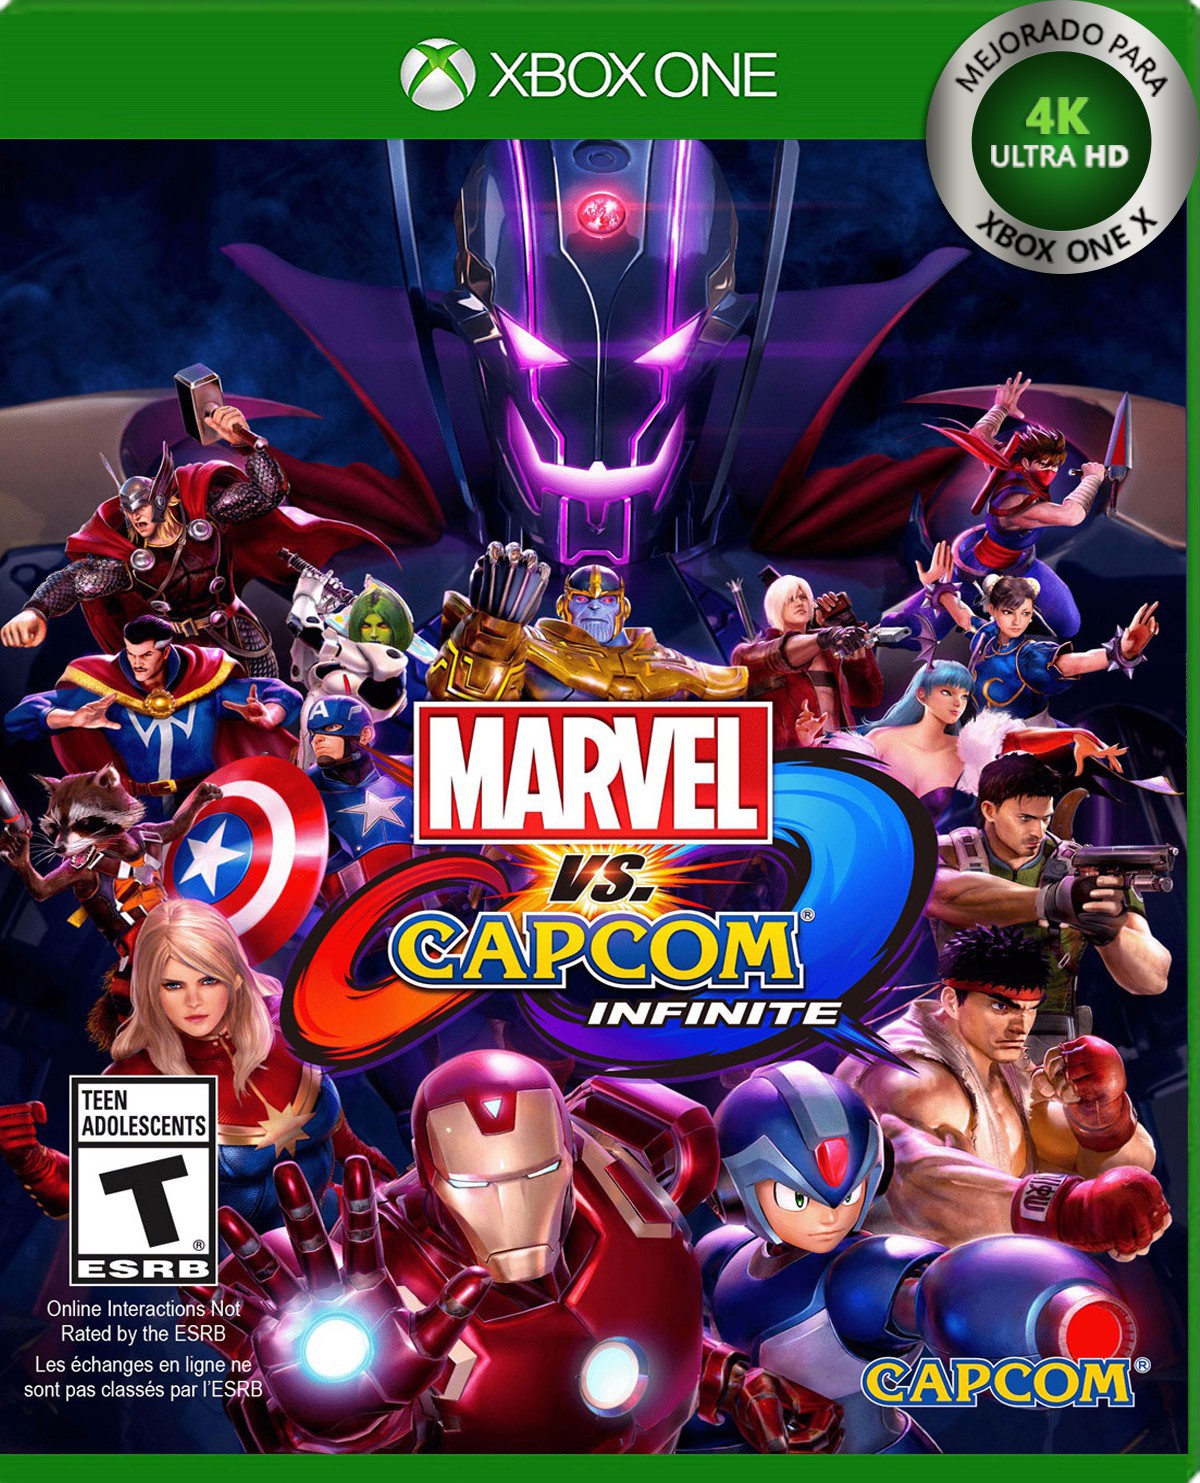 XBOX ONE
MEJORADO PARA
4K
ULTRA HD
XBOX ONE X
A
MARVEL
VS.
CAPCOM®
INFINITE
TEEN
ADOLESCENTS
T
®
ESRB
Online Interactions Not
Rated by the ESRB
Les échanges en ligne ne
sont pas classés par l'ESRB
CAPCOM®